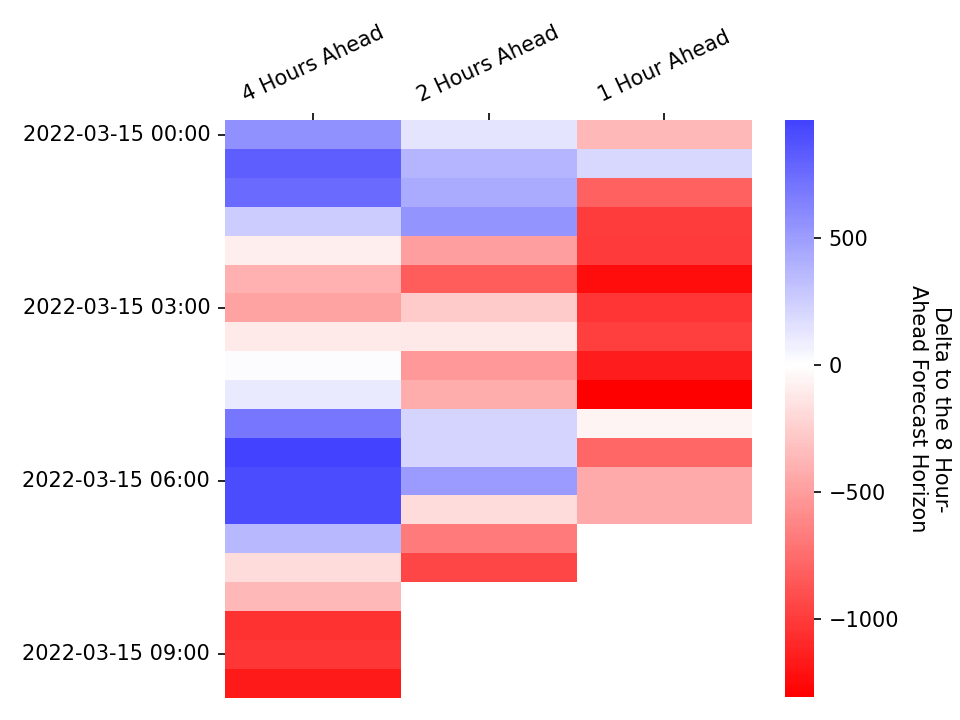 4 Hours Ahead
2 Hours Ahead
1 Hour Ahead
2022-03-15 00:00
2022-03-15 03:00
2022-03-15 06:00
2022-03-15 09:00
500
0
−500
−1000
Delta to the 8 Hour-
Ahead Forecast Horizon